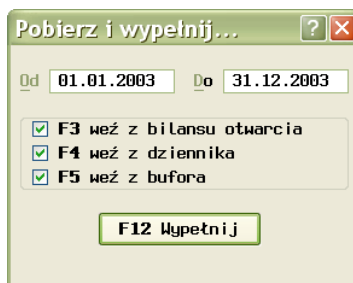 Pobierz i wypełnij...
Od 01.01.2003 Do 31.12.2003
F3 weź z bilansu otwarcia
F4 weź z dziennika
F5 weź z bufora
F12 Wypełnij